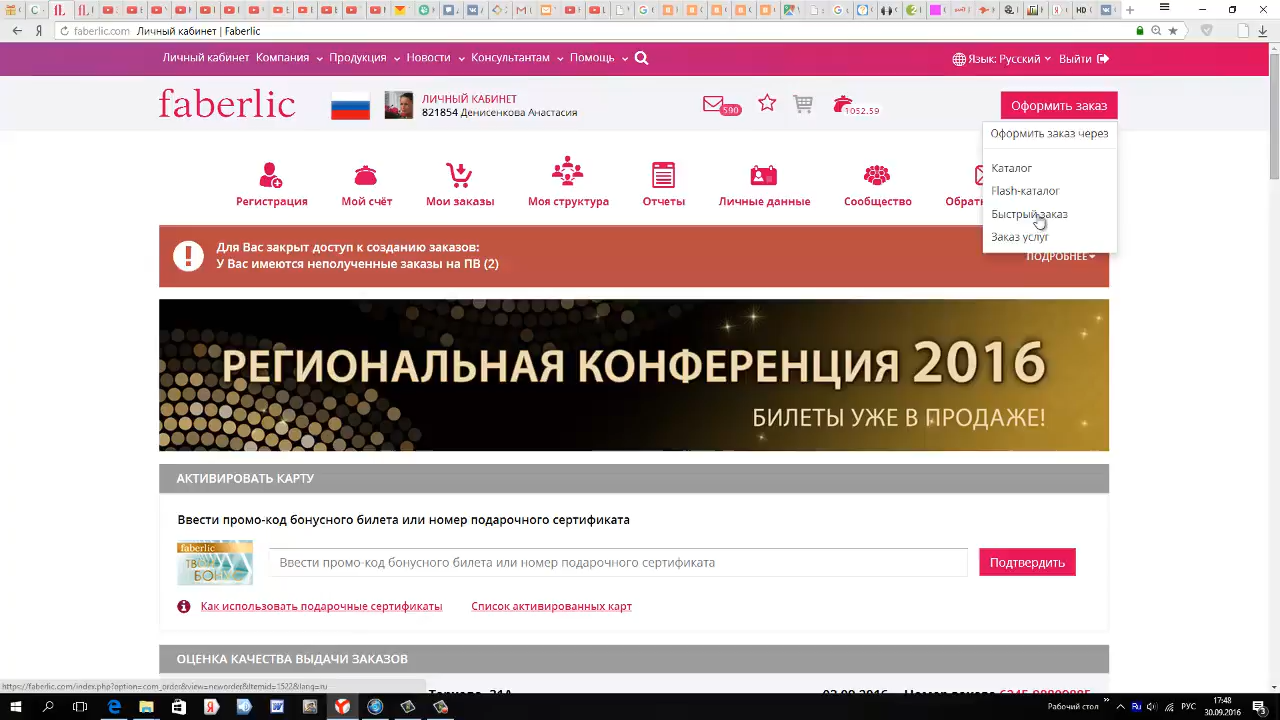 faberlic.com Личный кабинет | Faberlic
Личный кабинет Компания Продукция Новости Консультантам Помощь Язык: Русский Выйти
faberlic
ЛИЧНЫЙ КАБИНЕТ
821854 Денисенкова Анастасия
590
1052.59
Оформить заказ
Оформить заказ через
Каталог
Flash-каталог
Быстрый заказ
Заказ услуг
Регистрация Мой счёт Мои заказы Моя структура Отчеты Личные данные Сообщество
Для Вас закрыт доступ к созданию заказов:
У Вас имеются неполученные заказы на ПВ (2)
ПОДРОБНЕЕ
РЕГИОНАЛЬНАЯ КОНФЕРЕНЦИЯ 2016
БИЛЕТЫ УЖЕ В ПРОДАЖЕ!
АКТИВИРОВАТЬ КАРТУ
Ввести промо-код бонусного билета или номер подарочного сертификата
faberlic
Ввести промо-код бонусного билета или номер подарочного сертификата
Подтвердить
Как использовать подарочные сертификаты Список активированных карт
ОЦЕНКА КАЧЕСТВА ВЫДАЧИ ЗАКАЗОВ
https://faberlic.com/index.php?option=com_order&view=neworder&Itemid=1522&lang=ru
Рабочий стол
Ru
РУС
17:48
30.09.2016